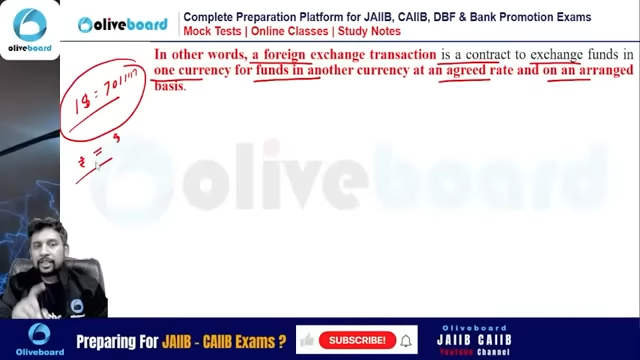 oliveboard
Complete Preparation Platform for JAIIB, CAIIB, DBF & Bank Promotion Exams
Mock Tests | Online Classes | Study Notes
oliveboard
In other words, a foreign exchange transaction is a contract to exchange funds in
one currency for funds in another currency at an agreed rate and on an arranged
basis.
oliveboard
Oliveboard
Preparing For JAIIB - CAIIB Exams ?
SUBSCRIBE!
Oliveboard
JAIIB CAIIB
Youtube Channel